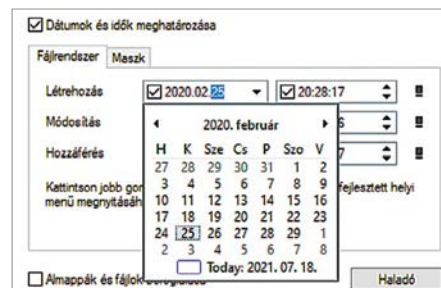 Dátumok és idők meghatározása
Fájlrendszer Maszk
Létrehozás 2020.02.25 20:28:17
Módosítás 6
Hozzáférés 7
2020. február
H K Sze Cs P Szo V
27 28 29 30 31 1 2
3 4 5 6 7 8 9
10 11 12 13 14 15 16
17 18 19 20 21 22 23
24 25 26 27 28 29 1
2 3 4 5 6 7 8
Today: 2021. 07. 18.
Kattintson jobb gor fejlesztett helyi
menü megnyitásáh
Almappák és fájlok
Haladó